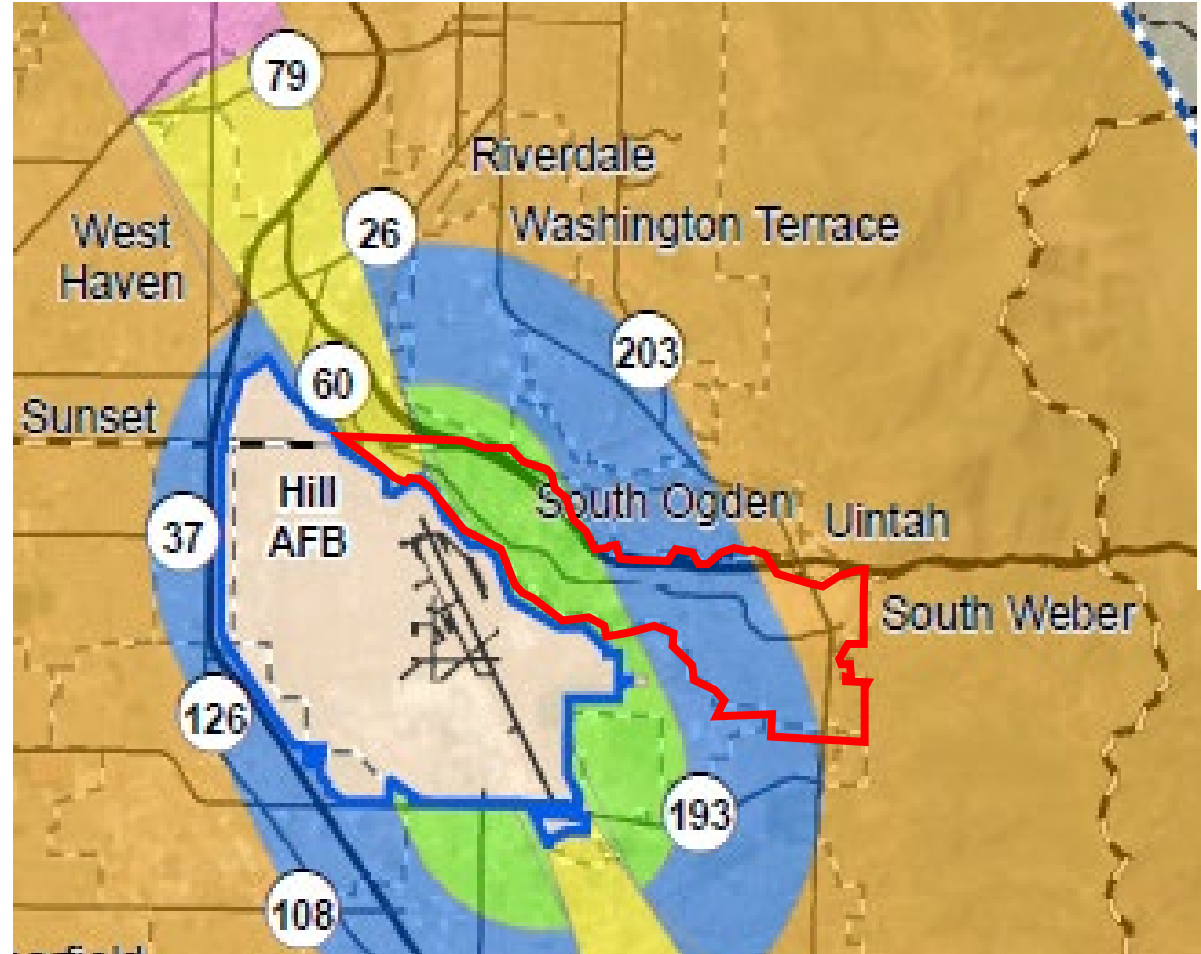 79
Riverdale
26
West
Haven
Washington Terrace
203
60
Sunset
Hill
AFB
South Ogden
Uintah
37
South Weber
126
193
108